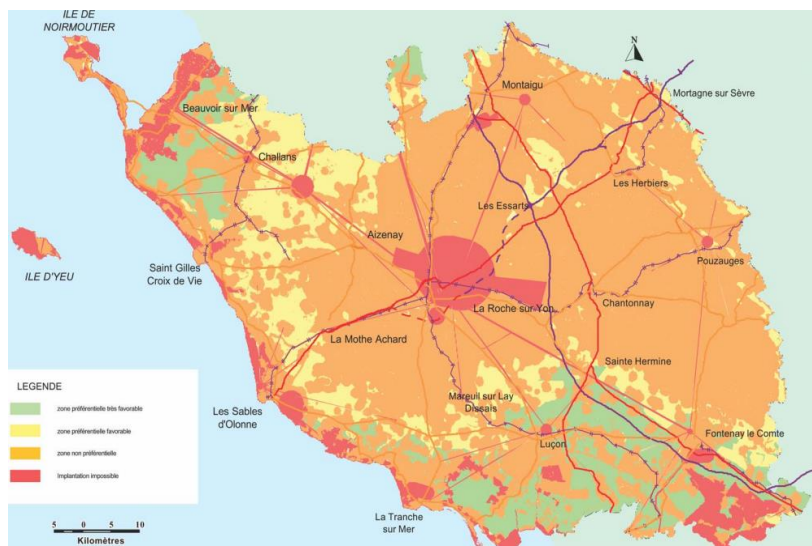 ILE DE
NOIRMOUTIER
N
Montaigu
Mortagne sur Sèvre
Beauvoir sur Mer
Challans
Les Herbiers
Les Essarts
Aizenay
ILE D'YEU
Saint Gilles
Croix de Vie
Pouzauges
Chantonnay
La Roche sur Yon
La Mothe Achard
Sainte Hermine
LEGENDE
zone préférentielle très favorable
zone préférentielle favorable
zone non préférentielle
Implantation impossible
Les Sables
d'Olonne
Mareuil sur Lay
Dissais
Luçon
Fontenay le Comte
La Tranche
sur Mer
5 0 5 10
Kilomètres